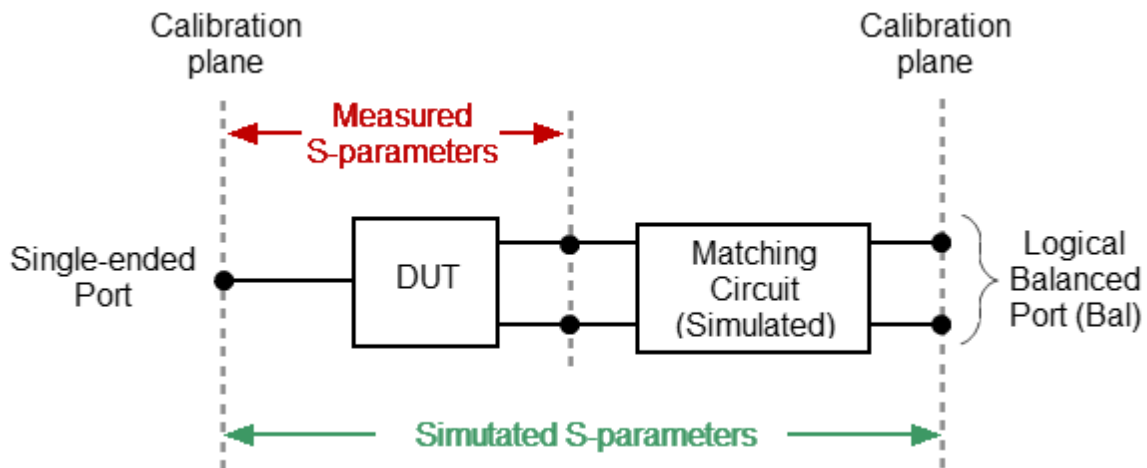 Calibration
plane
Calibration
plane
Measured
S-parameters
Single-ended
Port
DUT
Matching
Circuit
(Simulated)
Logical
Balanced
Port (Bal)
Simutated S-parameters